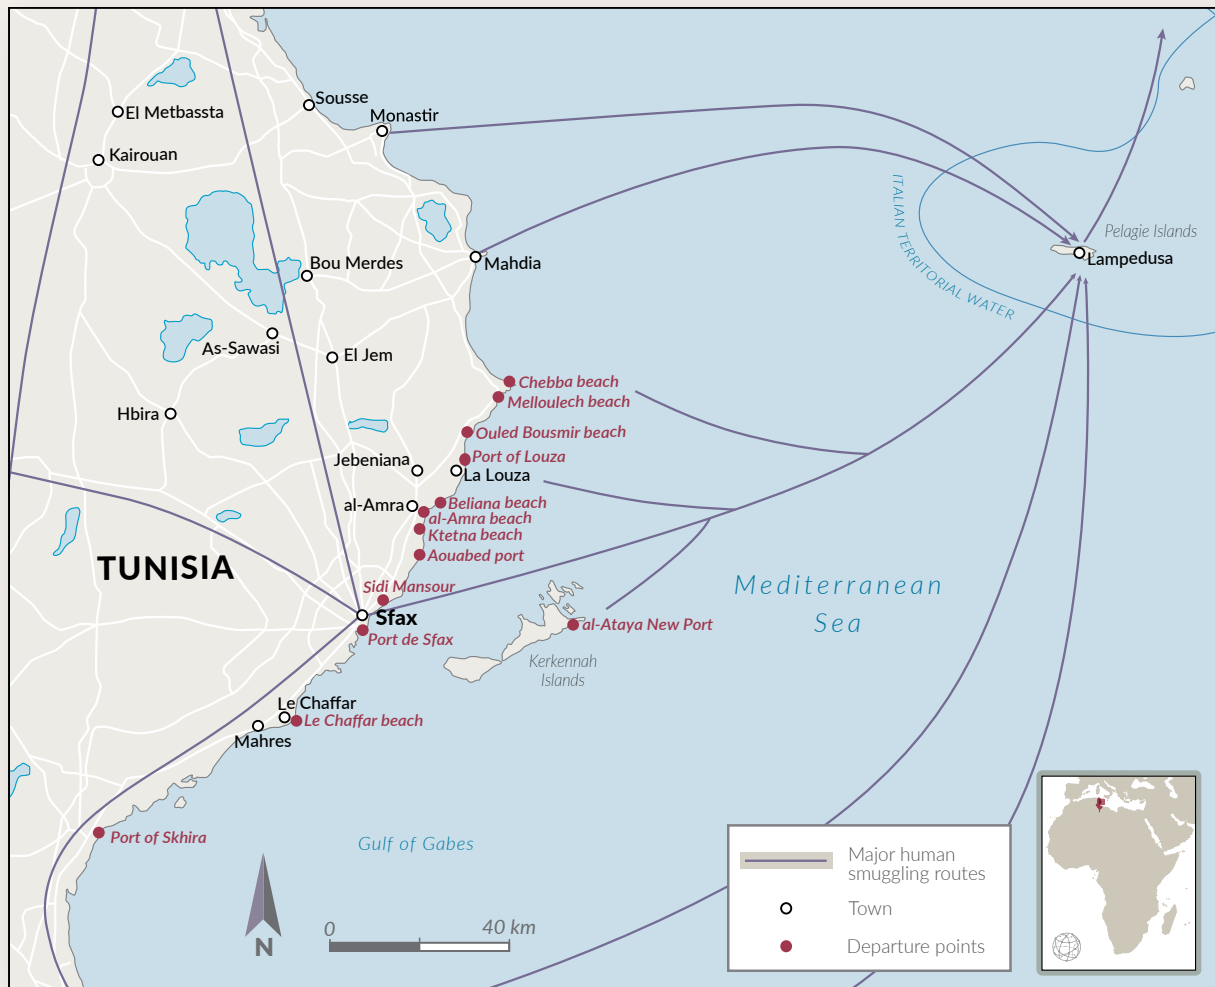 Sousse
Monastir
El Metbassta
Kairouan
ITALIAN TERRITORIAL WATER
Pelagie Islands
Lampedusa
Bou Merdes
Mahdia
As-Sawasi
El Jem
Chebba beach
Melloulech beach
Hbira
Ouled Bousmir beach
Jebeniana
Port of Louza
La Louza
al-Amra
Beliana beach
al-Amra beach
Ktetna beach
Aouabed port
TUNISIA
Sidi Mansour
Mediterranean
Sea
Sfax
al-Ataya New Port
Port de Sfax
Kerkennah
Islands
Le Chaffar
Le Chaffar beach
Mahres
Port of Skhira
Gulf of Gabes
N
0
40 km
Major human
smuggling routes
Town
Departure points